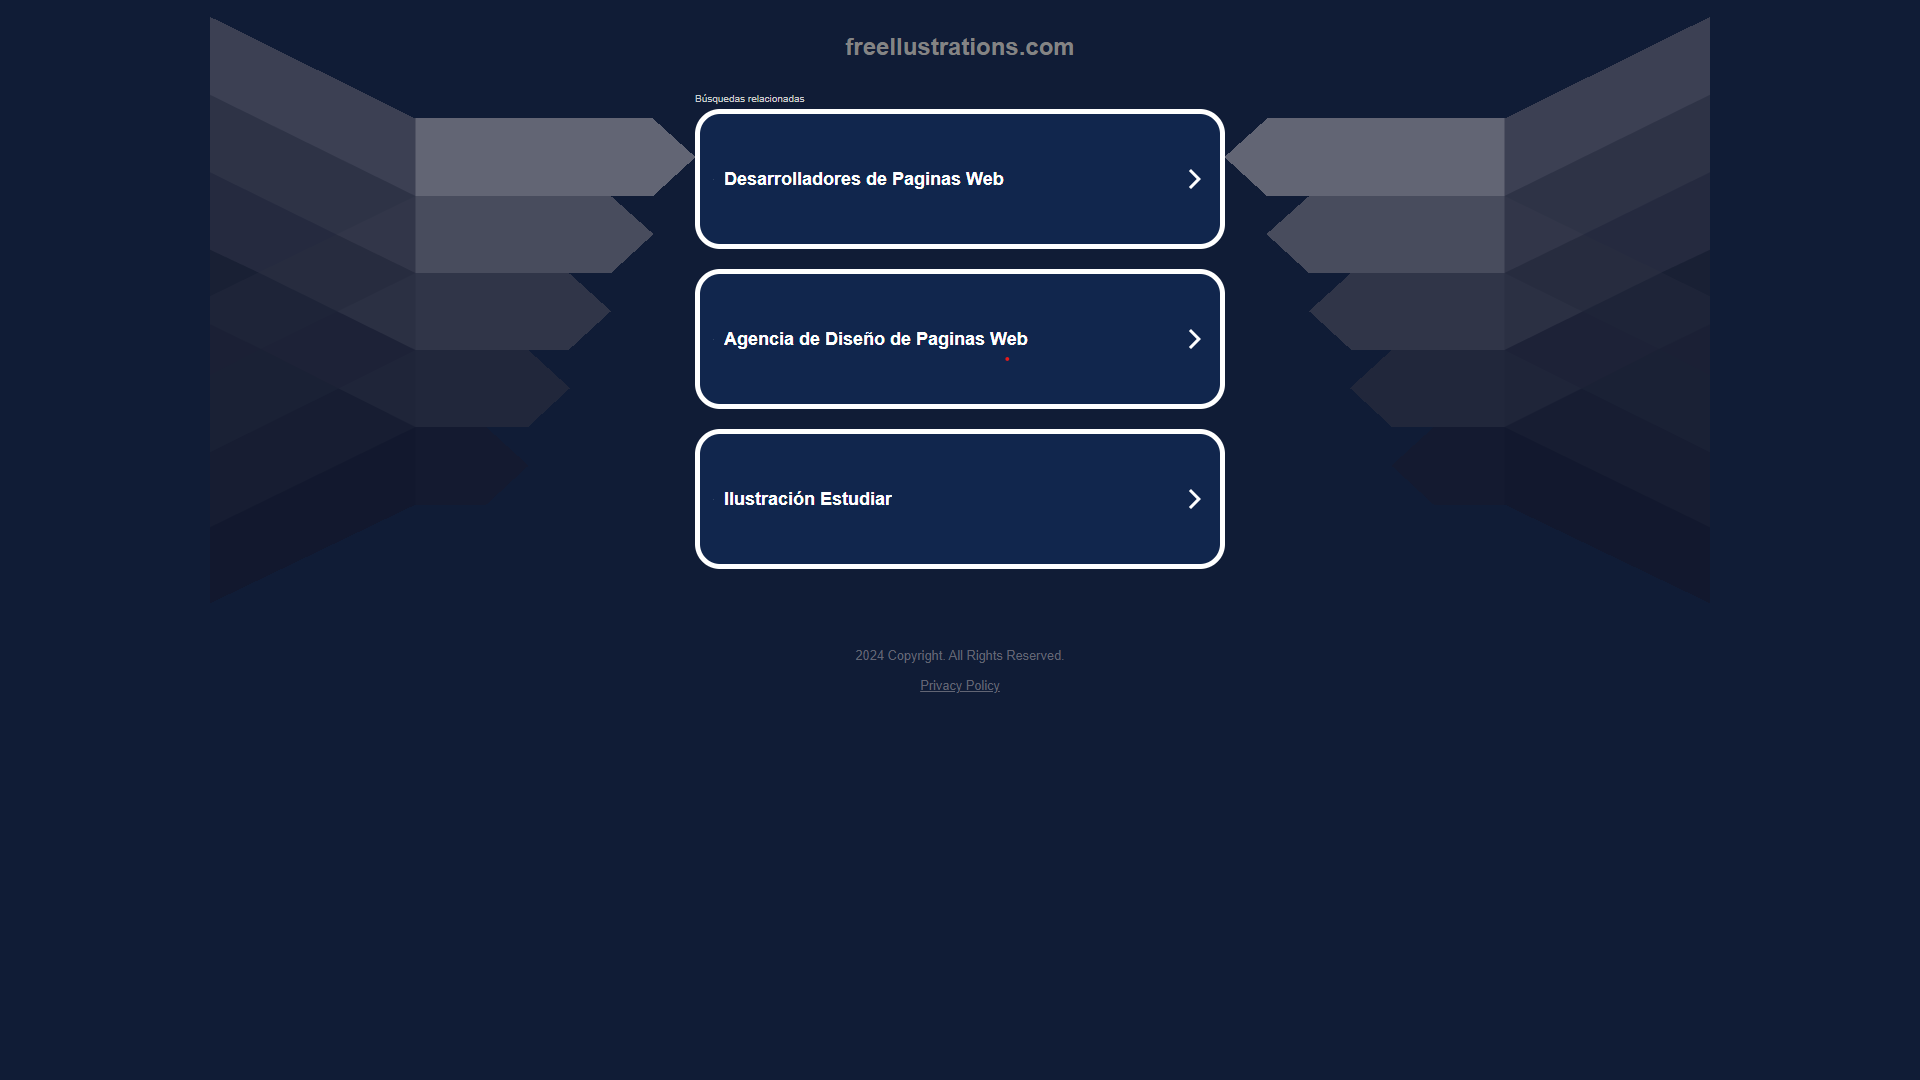 freellustrations.com
Búsquedas relacionadas
Desarrolladores de Paginas Web
Agencia de Diseño de Paginas Web
Ilustración Estudiar
2024 Copyright. All Rights Reserved.
Privacy Policy